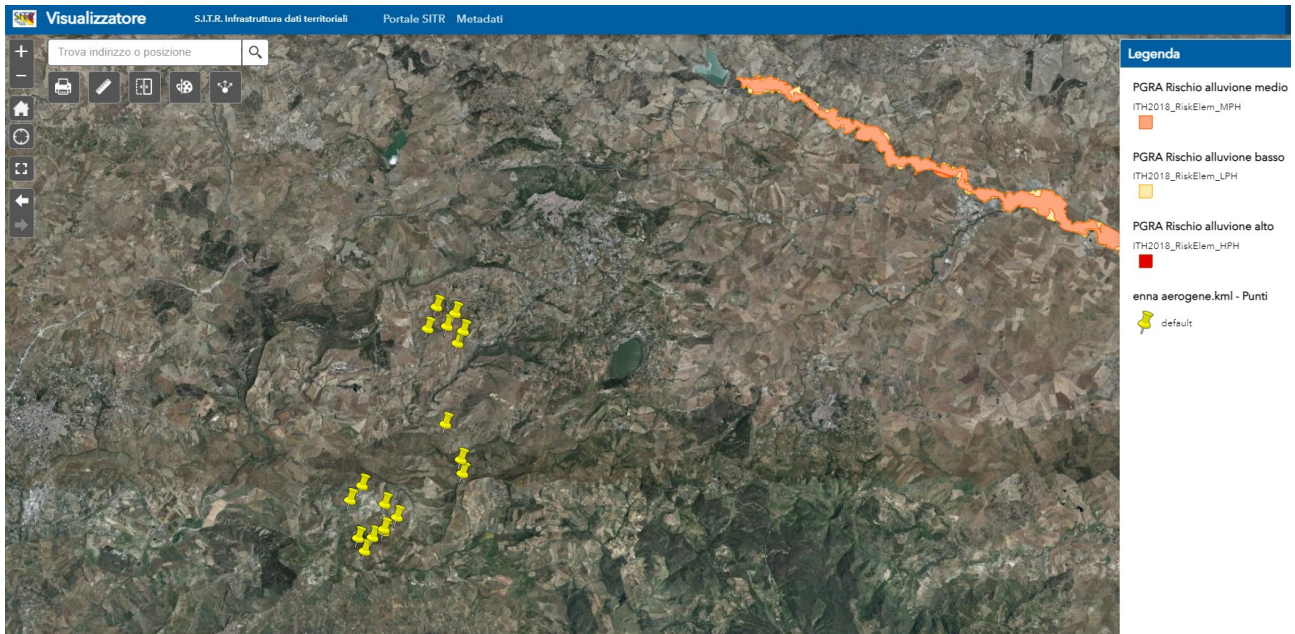 SITR Visualizzatore S.I.T.R. Infrastruttura dati territoriali Portale SITR Metadati
Trova indirizzo o posizione
Legenda
PGRA Rischio alluvione medio
ITH2018_RiskElem_MPH
PGRA Rischio alluvione basso
ITH2018_RiskElem_LPH
PGRA Rischio alluvione alto
ITH2018_RiskElem_HPH
enna aerogene.kml - Punti
default